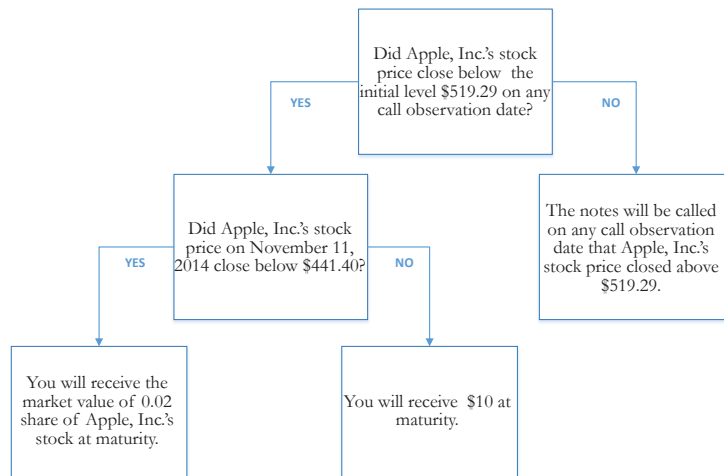 Did Apple, Inc.'s stock
price close below the
initial level $519.29 on any
call observation date?
YES
NO
Did Apple, Inc.'s stock
price on November 11,
2014 close below $441.40?
The notes will be called
on any call observation
date that Apple, Inc.'s
stock price closed above
$519.29.
YES
NO
You will receive the
market value of 0.02
share of Apple, Inc.'s
stock at maturity.
You will receive $10 at
maturity.